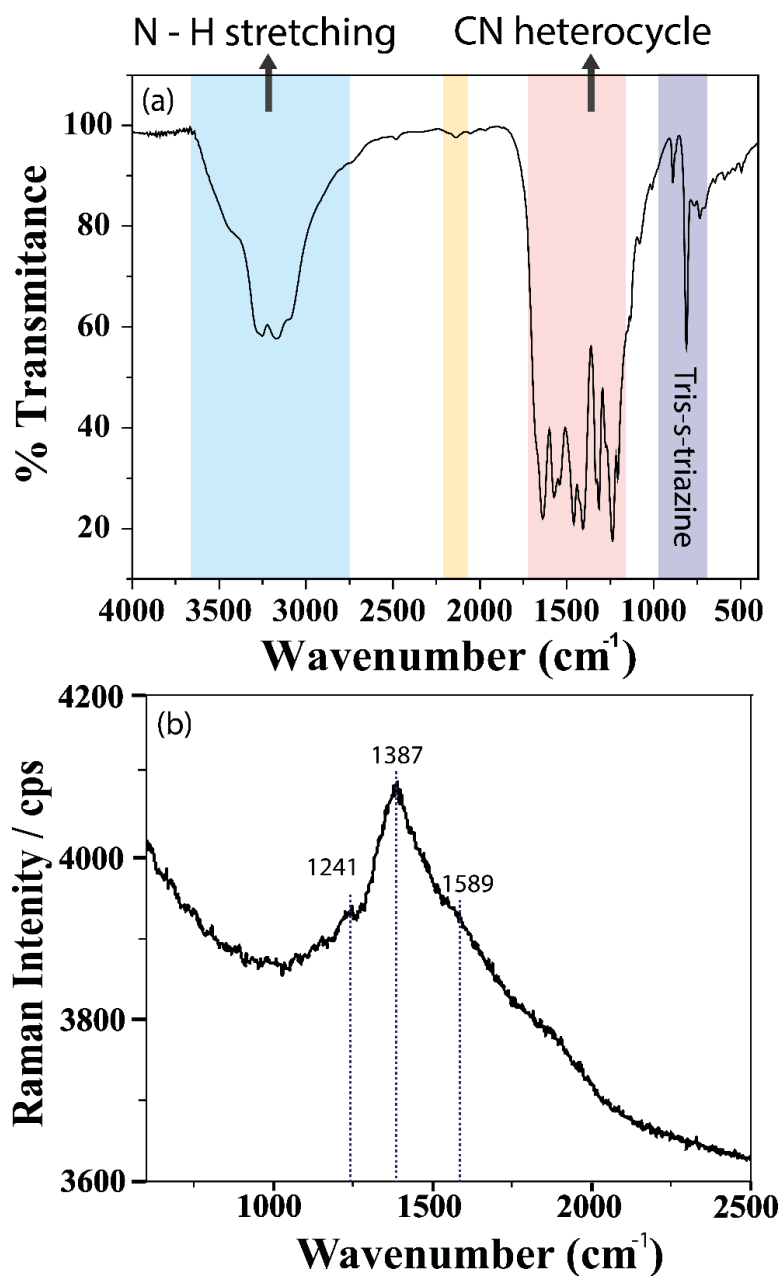 N - H stretching CN heterocycle
(a)
% Transmitance
100
80
60
40
20
Tris-s-triazine
4000 3500 3000 2500 2000 1500 1000 500
Wavenumber (cm-1)
(b)
Raman Intenity / cps
4200
4000
3800
3600
1387
1241
1589
1000 1500 2000 2500
Wavenumber (cm-1)